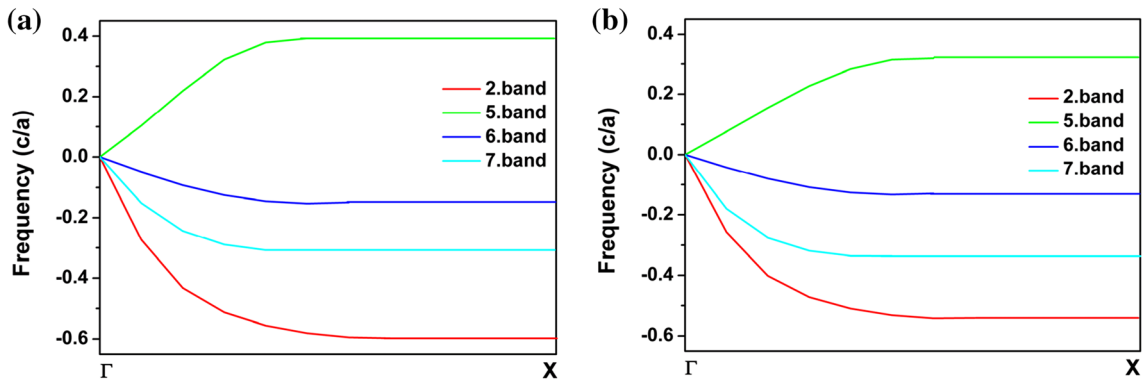 (a)
0.4
0.2
0.0
-0.2
-0.4
-0.6
Frequency (c/a)
2.band
5.band
6.band
7.band
Γ
X
(b)
0.4
0.2
0.0
-0.2
-0.4
-0.6
Frequency (c/a)
2.band
5.band
6.band
7.band
Γ
X